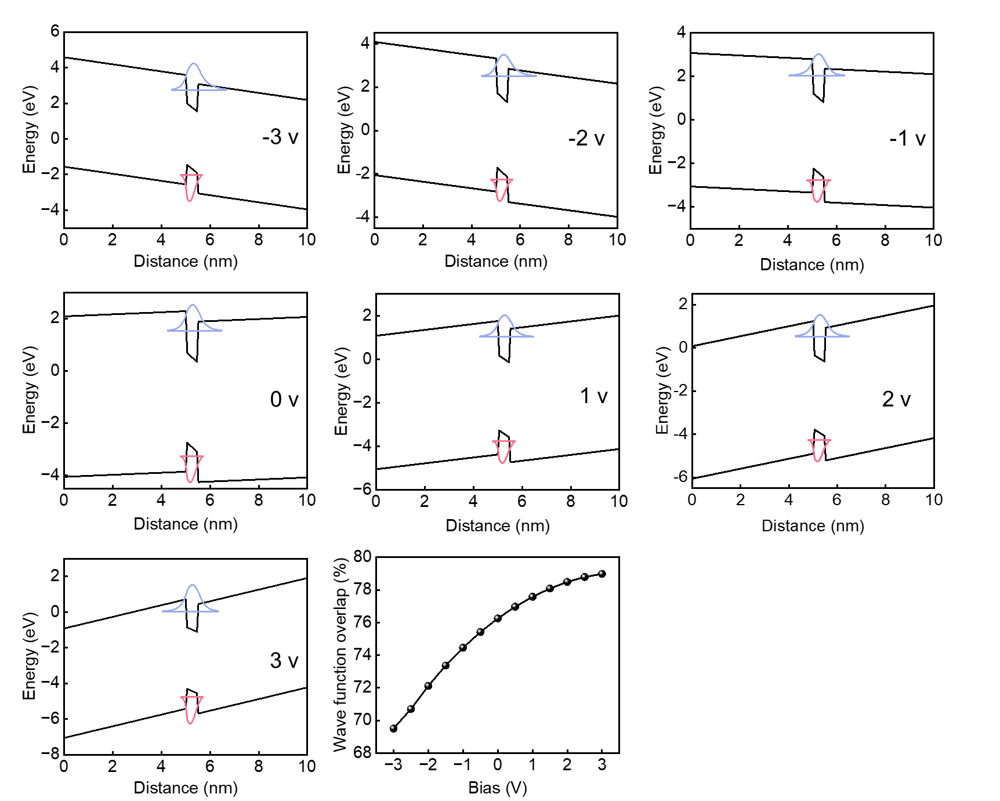 6
4
2
0
−2
−4
Energy (eV)
-3 v
0 2 4 6 8 10
Distance (nm)
4
2
0
-2
-4
Energy (eV)
-2 v
0 2 4 6 8 10
Distance (nm)
4
2
0
−2
−4
Energy (eV)
-1 v
0 2 4 6 8 10
Distance (nm)
2
0
−2
−4
Energy (eV)
0 v
0 2 4 6 8 10
Distance (nm)
2
0
−2
−4
−6
Energy (eV)
1 v
0 2 4 6 8 10
Distance (nm)
2
0
-2
-4
-6
Energy (eV)
2 v
0 2 4 6 8 10
Distance (nm)
2
0
−2
−4
−6
−8
Energy (eV)
3 v
0 2 4 6 8 10
Distance (nm)
80
78
76
74
72
70
68
Wave function overlap (%)
−3 −2 −1 0 1 2 3
Bias (V)